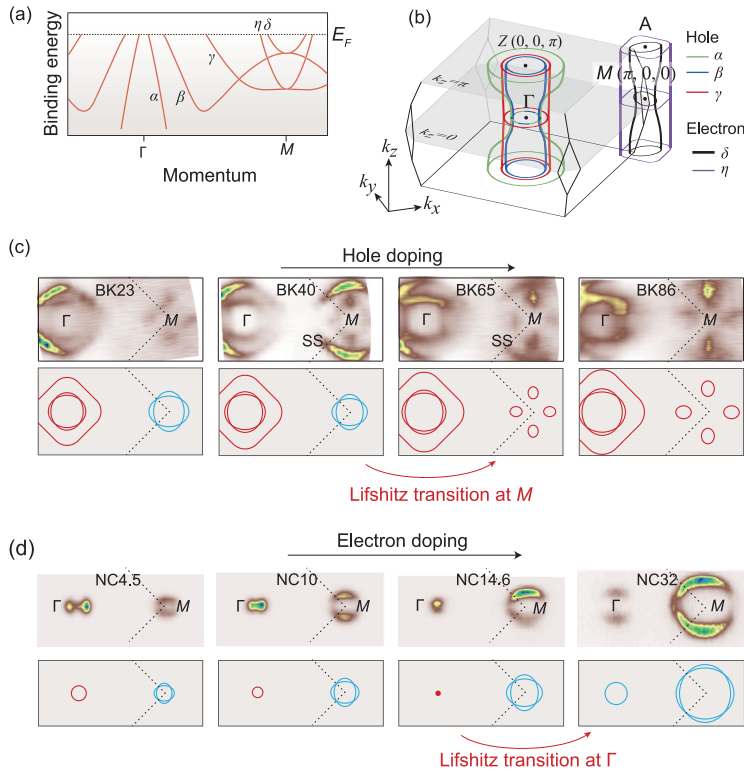 (a)
Binding energy
η δ
E_F
γ
α
β
Γ
M
Momentum
(b)
A
Z (0, 0, π)
M (π, 0, 0)
Γ
k_z=π
k_z=0
k_z
k_y
k_x
Hole
α
β
γ
Electron
δ
η
(c)
Hole doping
BK23
BK40
BK65
BK86
Γ
M
Γ
M
SS
Γ
M
SS
Γ
M
Lifshitz transition at M
(d)
Electron doping
NC4.5
NC10
NC14.6
NC32
Γ
M
Γ
M
Γ
M
Γ
M
Lifshitz transition at Γ